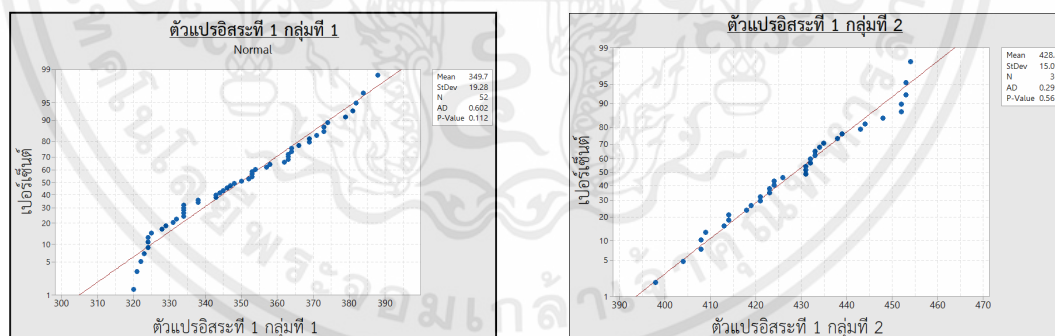 ตัวแปรอิสระที่ 1 กลุ่มที่ 1
Normal
99
95
90
80
70
60
50
40
30
20
10
5
1
เปอร์เซ็นต์
300 310 320 330 340 350 360 370 380 390
ตัวแปรอิสระที่ 1 กลุ่มที่ 1
Mean 349.7
StDev 19.28
N 52
AD 0.602
P-Value 0.112
ตัวแปรอิสระที่ 1 กลุ่มที่ 2
99
95
90
80
70
60
50
40
30
20
10
5
1
เปอร์เซ็นต์
390 400 410 420 430 440 450 460 470
ตัวแปรอิสระที่ 1 กลุ่มที่ 2
Mean 428.
StDev 15.0
N 3
AD 0.29
P-Value 0.56